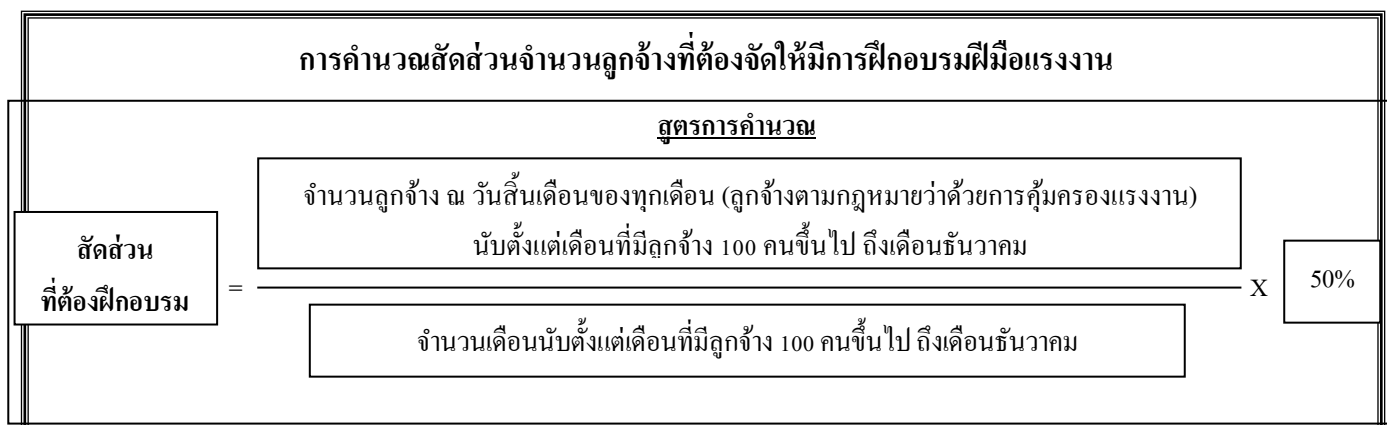 การคำนวณสัดส่วนจำนวนลูกจ้างที่ต้องจัดให้มีการฝึกอบรมฝีมือแรงงาน
สูตรการคำนวณ
จำนวนลูกจ้าง ณ วันสิ้นเดือนของทุกเดือน (ลูกจ้างตามกฎหมายว่าด้วยการคุ้มครองแรงงาน)
นับตั้งแต่เดือนที่มีลูกจ้าง 100 คนขึ้นไป ถึงเดือนธันวาคม
สัดส่วน
ที่ต้องฝึกอบรม
=
X
50%
จำนวนเดือนนับตั้งแต่เดือนที่มีลูกจ้าง 100 คนขึ้นไป ถึงเดือนธันวาคม